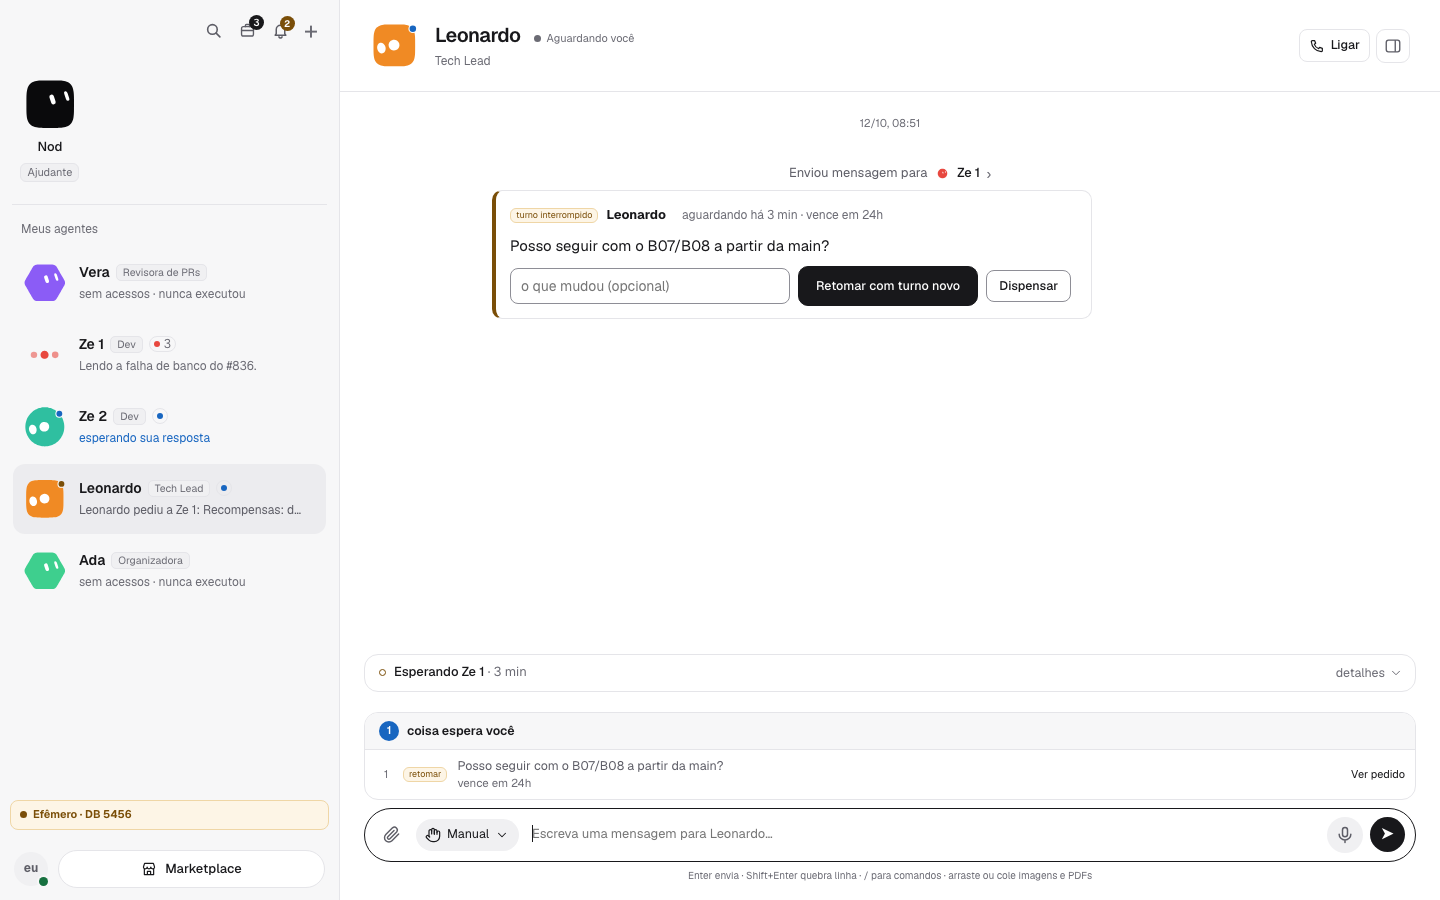 3
2
Nod
Ajudante
Meus agentes
Vera Revisora de PRs
sem acessos · nunca executou
Ze 1 Dev 3
Lendo a falha de banco do #836.
Ze 2 Dev
esperando sua resposta
Leonardo Tech Lead
Leonardo pediu a Ze 1: Recompensas: d...
Ada Organizadora
sem acessos · nunca executou
Efêmero · DB 5456
eu
Marketplace
Leonardo Aguardando você
Tech Lead
Ligar
12/10, 08:51
Enviou mensagem para Ze 1 ›
turno interrompido Leonardo aguardando há 3 min · vence em 24h
Posso seguir com o B07/B08 a partir da main?
o que mudou (opcional) Retomar com turno novo Dispensar
Esperando Ze 1 · 3 min detalhes
1 coisa espera você
1 retomar Posso seguir com o B07/B08 a partir da main?
vence em 24h
Ver pedido
Manual Escreva uma mensagem para Leonardo...
Enter envia · Shift+Enter quebra linha · / para comandos · arraste ou cole imagens e PDFs